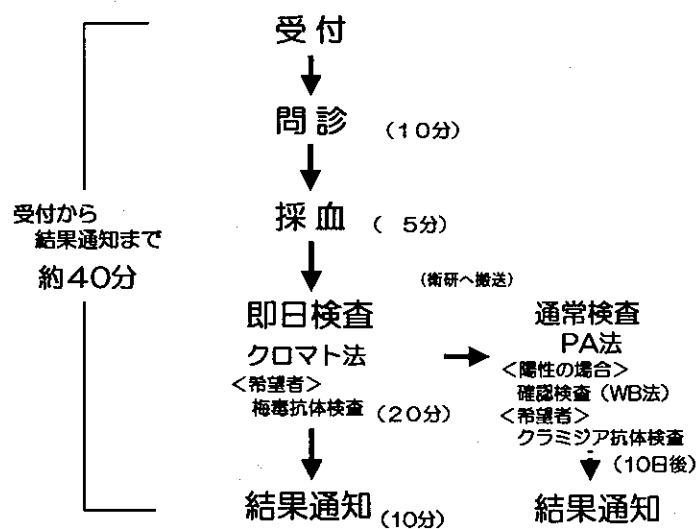 受付
問診 (10分)
採血 ( 5分)
受付から
結果通知まで
約40分
(衛研へ搬送)
即日検査
クロマト法
<希望者>
梅毒抗体検査 (20分)
通常検査
PA法
<陽性の場合>
確認検査(WB法)
<希望者>
クラミジア抗体検査
(10日後)
結果通知 (10分)
結果通知